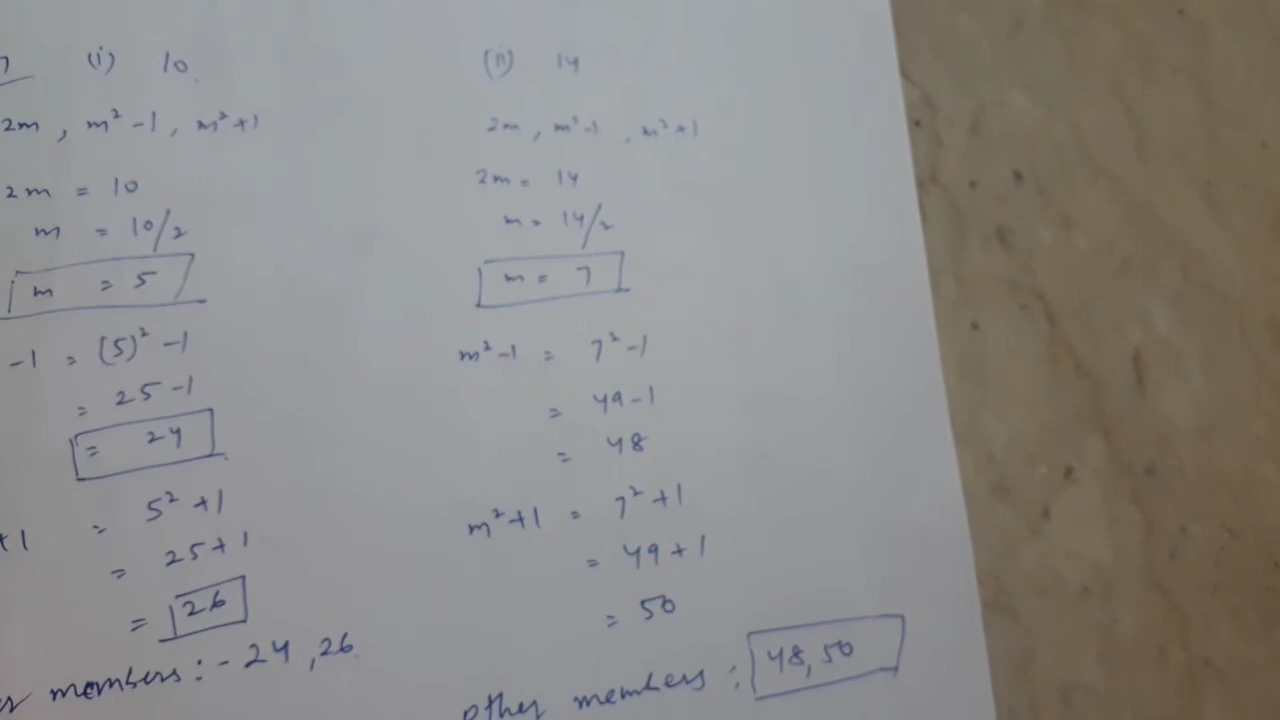 7 (i) 10
2m, m² -1, m² +1
2m = 10
m = 10/2
m = 5
-1 = (5)² -1
= 25 -1
= 24
+1 = 5² +1
= 25 +1
= 26
members :- 24, 26
(ii) 14
2m, m² -1, m² +1
2m = 14
m = 14/2
m = 7
m² -1 = 7² -1
= 49 -1
= 48
m² +1 = 7² +1
= 49 +1
= 50
other members : 48, 50